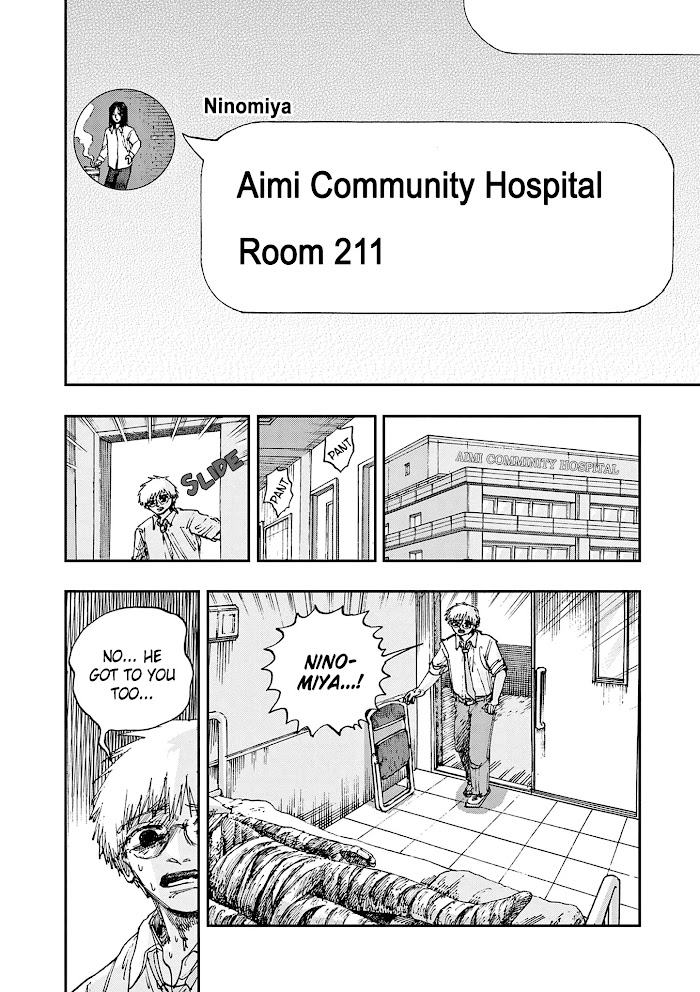 Ninomiya
Aimi Community Hospital
Room 211
AIMI COMMINITY HOSPITAL
PANT
PANT
SLIDE
NINO-
MIYA...!
NO... HE
GOT TO YOU
TOO...